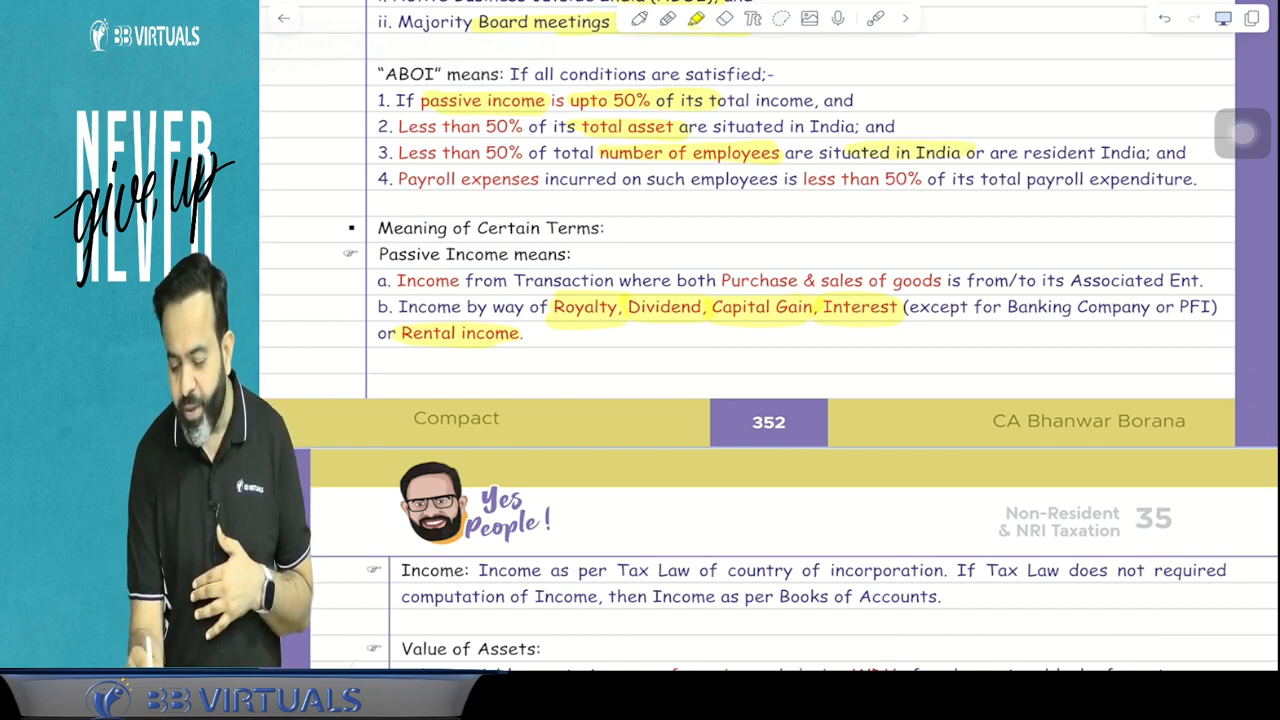 BB VIRTUALS
NEVER
give up
NEVER
ii. Majority Board meetings
"ABOI" means: If all conditions are satisfied;-
1. If passive income is upto 50% of its total income, and
2. Less than 50% of its total asset are situated in India; and
3. Less than 50% of total number of employees are situated in India or are resident India; and
4. Payroll expenses incurred on such employees is less than 50% of its total payroll expenditure.
▪ Meaning of Certain Terms:
☞ Passive Income means:
a. Income from Transaction where both Purchase & sales of goods is from/to its Associated Ent.
b. Income by way of Royalty, Dividend, Capital Gain, Interest (except for Banking Company or PFI)
or Rental income.
Compact 352 CA Bhanwar Borana
Yes
People!
Non-Resident
& NRI Taxation 35
☞ Income: Income as per Tax Law of country of incorporation. If Tax Law does not required
computation of Income, then Income as per Books of Accounts.
☞ Value of Assets:
BB VIRTUALS
BB VIRTUALS